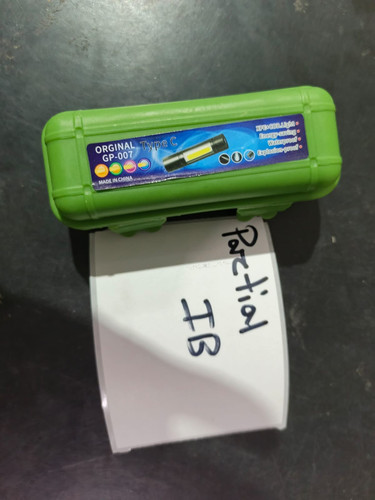 ORGINAL Type C
GP-007
MADE IN CHINA
XPE+COB Light
Energy-saving
Waterproof
Explosion-proof
Partial
IB